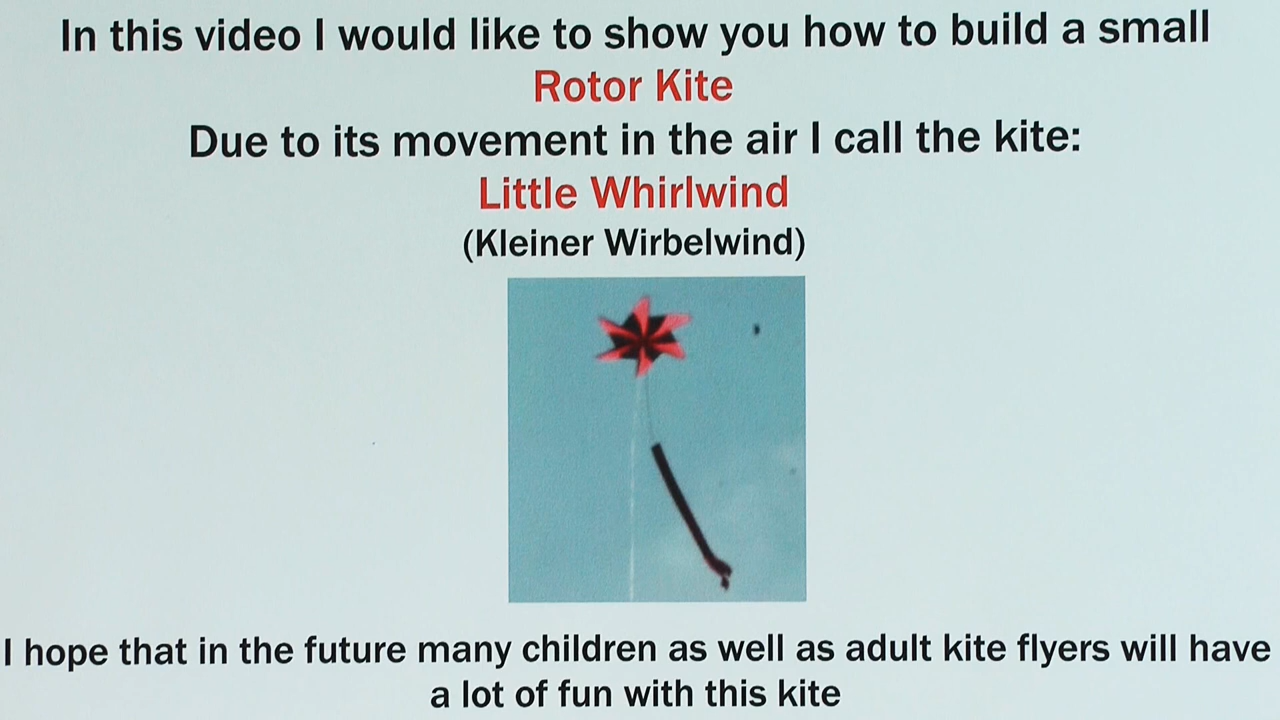 In this video I would like to show you how to build a small
Rotor Kite
Due to its movement in the air I call the kite:
Little Whirlwind
(Kleiner Wirbelwind)
I hope that in the future many children as well as adult kite flyers will have
a lot of fun with this kite